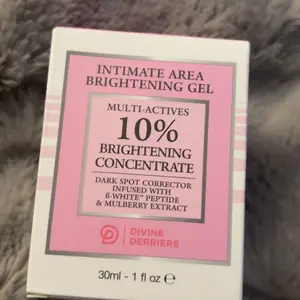 INTIMATE AREA
BRIGHTENING GEL
MULTI-ACTIVES
10%
BRIGHTENING
CONCENTRATE
DARK SPOT CORRECTOR
INFUSED WITH
ß-WHITE™ PEPTIDE
& MULBERRY EXTRACT
DIVINE
DERRIERE
30ml - 1 fl oz ℮